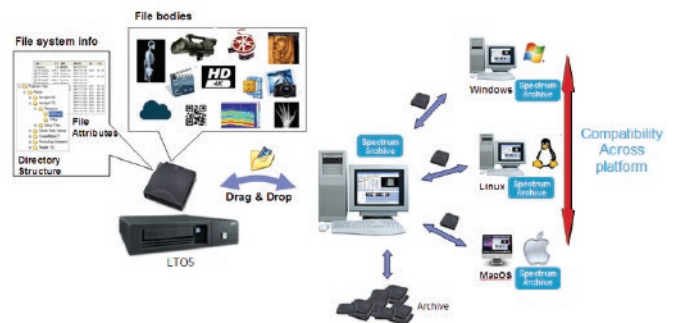 File bodies
File system info
HD
4K
File
Attributes
Directory
Structure
Drag & Drop
LTO5
Spectrum
Archive
Archive
Windows
Spectrum
Archive
Linux
Spectrum
Archive
MacOS
Spectrum
Archive
Compatibility
Across
platform